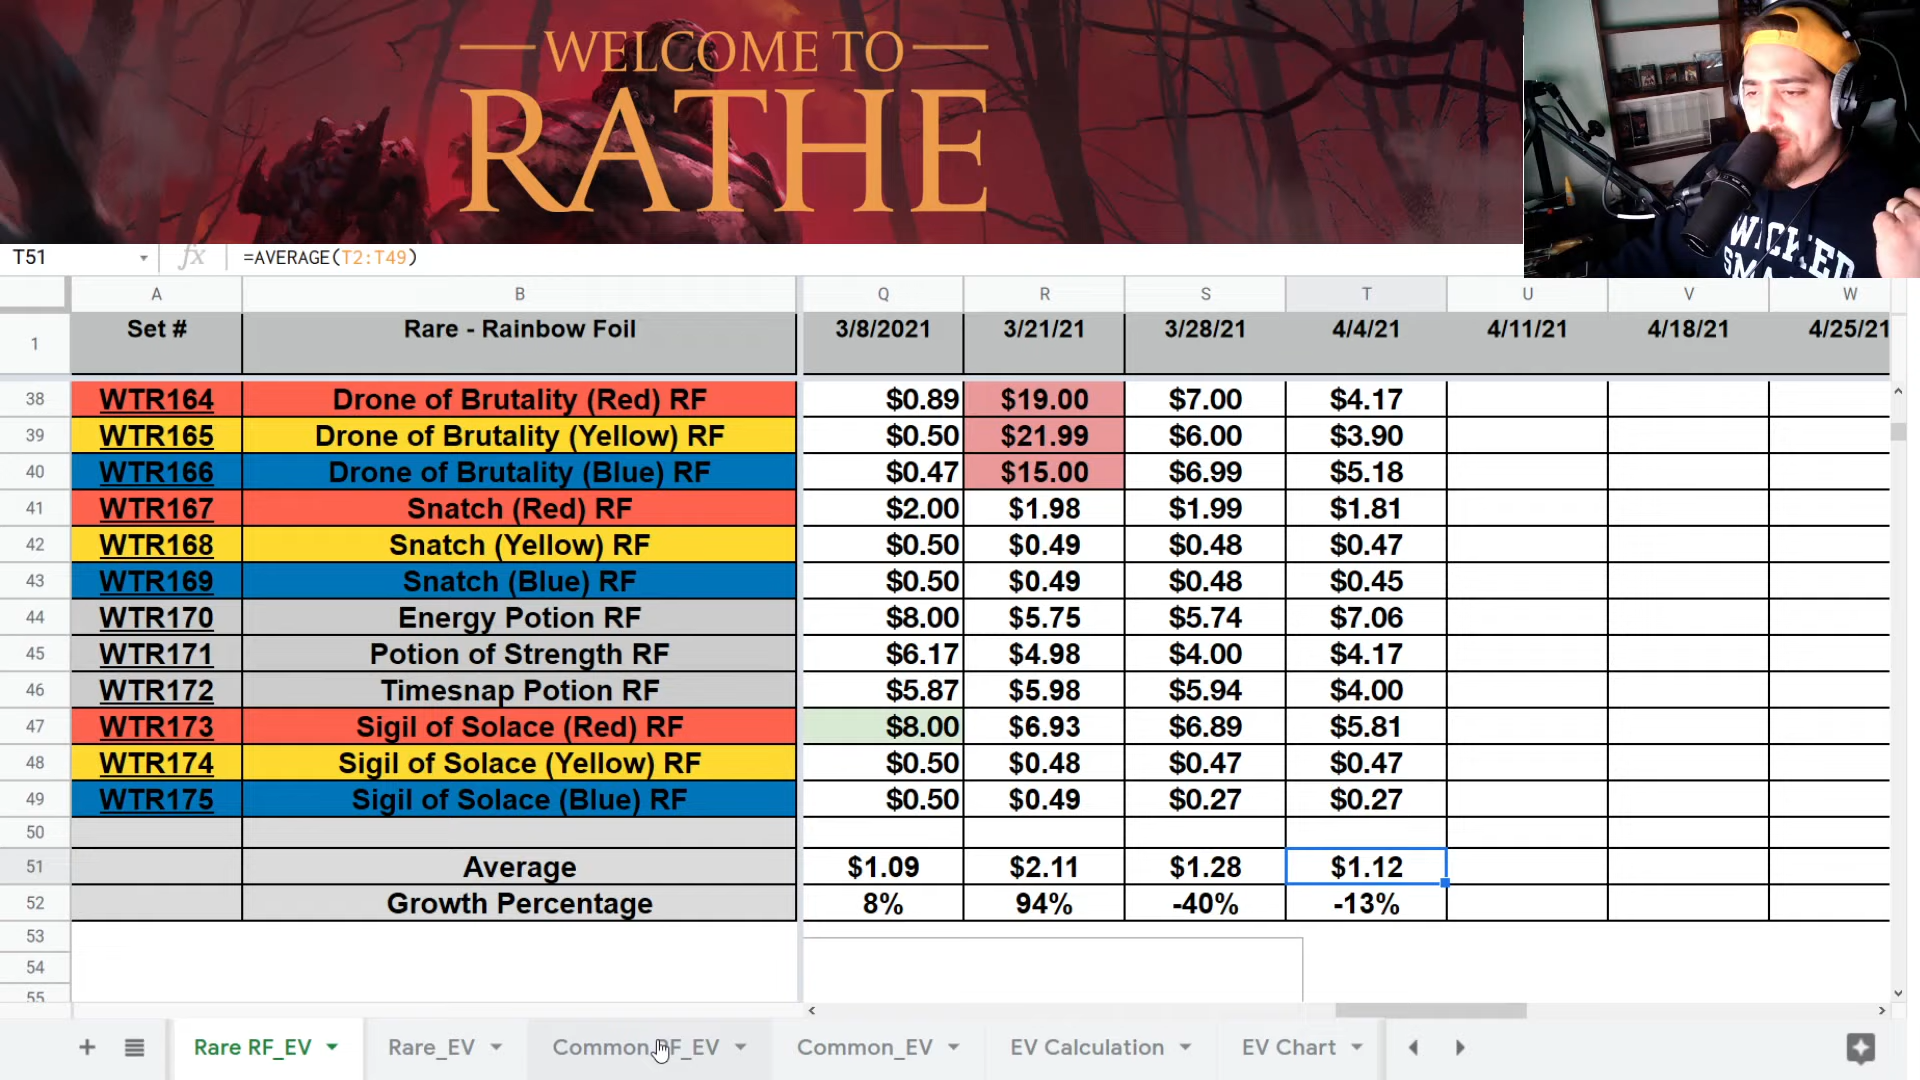 WELCOME TO
RATHE
WICKED
T51 fx =AVERAGE(T2:T49)
A B Q R S T U V W
1 Set # Rare - Rainbow Foil 3/8/2021 3/21/21 3/28/21 4/4/21 4/11/21 4/18/21 4/25/21
38 WTR164 Drone of Brutality (Red) RF $0.89 $19.00 $7.00 $4.17
39 WTR165 Drone of Brutality (Yellow) RF $0.50 $21.99 $6.00 $3.90
40 WTR166 Drone of Brutality (Blue) RF $0.47 $15.00 $6.99 $5.18
41 WTR167 Snatch (Red) RF $2.00 $1.98 $1.99 $1.81
42 WTR168 Snatch (Yellow) RF $0.50 $0.49 $0.48 $0.47
43 WTR169 Snatch (Blue) RF $0.50 $0.49 $0.48 $0.45
44 WTR170 Energy Potion RF $8.00 $5.75 $5.74 $7.06
45 WTR171 Potion of Strength RF $6.17 $4.98 $4.00 $4.17
46 WTR172 Timesnap Potion RF $5.87 $5.98 $5.94 $4.00
47 WTR173 Sigil of Solace (Red) RF $8.00 $6.93 $6.89 $5.81
48 WTR174 Sigil of Solace (Yellow) RF $0.50 $0.48 $0.47 $0.47
49 WTR175 Sigil of Solace (Blue) RF $0.50 $0.49 $0.27 $0.27
50
51 Average $1.09 $2.11 $1.28 $1.12
52 Growth Percentage 8% 94% -40% -13%
53
54
55
Rare RF_EV Rare_EV Common RF_EV Common_EV EV Calculation EV Chart